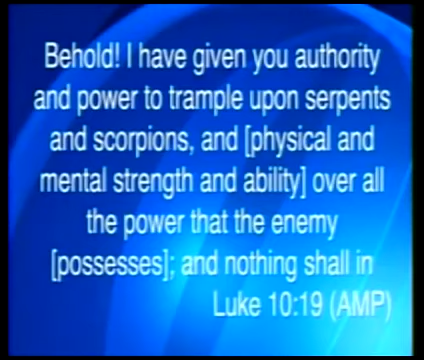 Behold! I have given you authority
and power to trample upon serpents
and scorpions, and [physical and
mental strength and ability] over all
the power that the enemy
[possesses]; and nothing shall in
Luke 10:19 (AMP)